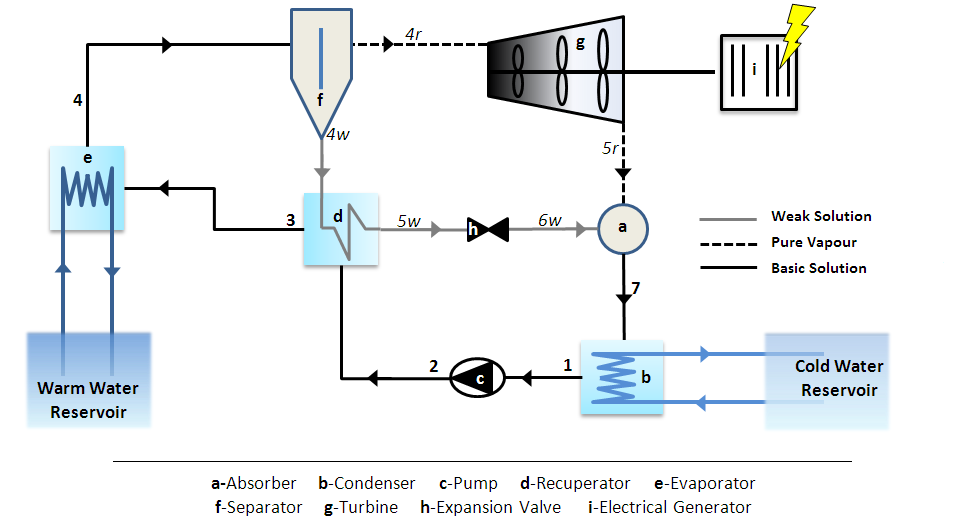 4r
g
i
f
4
4w
e
5r
3
d
5w
h
6w
a
Weak Solution
Pure Vapour
Basic Solution
7
2
c
1
b
Warm Water
Reservoir
Cold Water
Reservoir
a-Absorber b-Condenser c-Pump d-Recuperator e-Evaporator
f-Separator g-Turbine h-Expansion Valve i-Electrical Generator